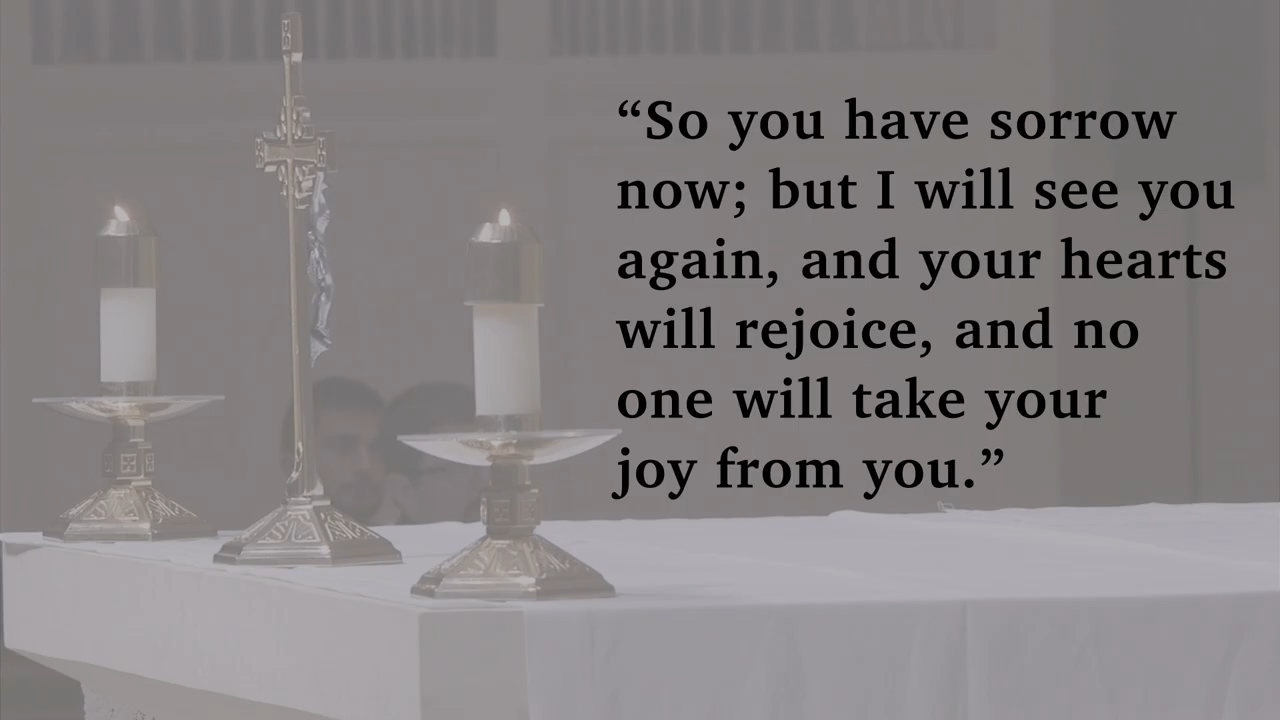 “So you have sorrow
now; but I will see you
again, and your hearts
will rejoice, and no
one will take your
joy from you.”